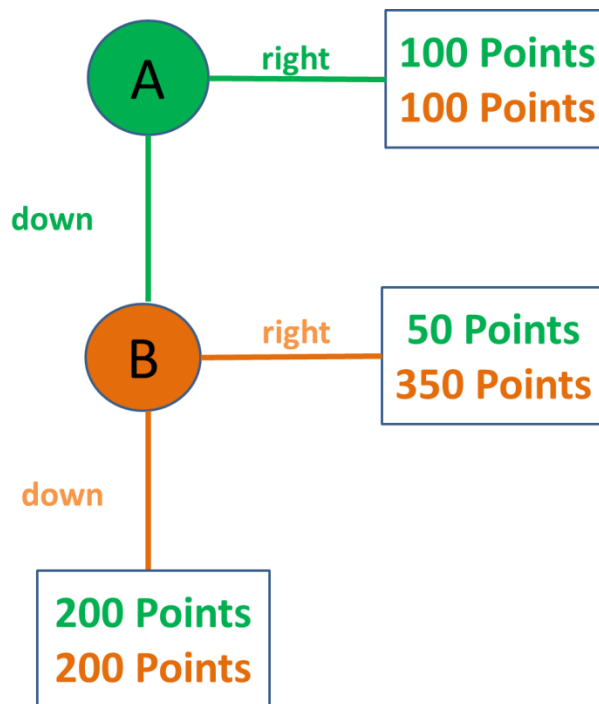 A
right
100 Points
100 Points
down
B
right
50 Points
350 Points
down
200 Points
200 Points